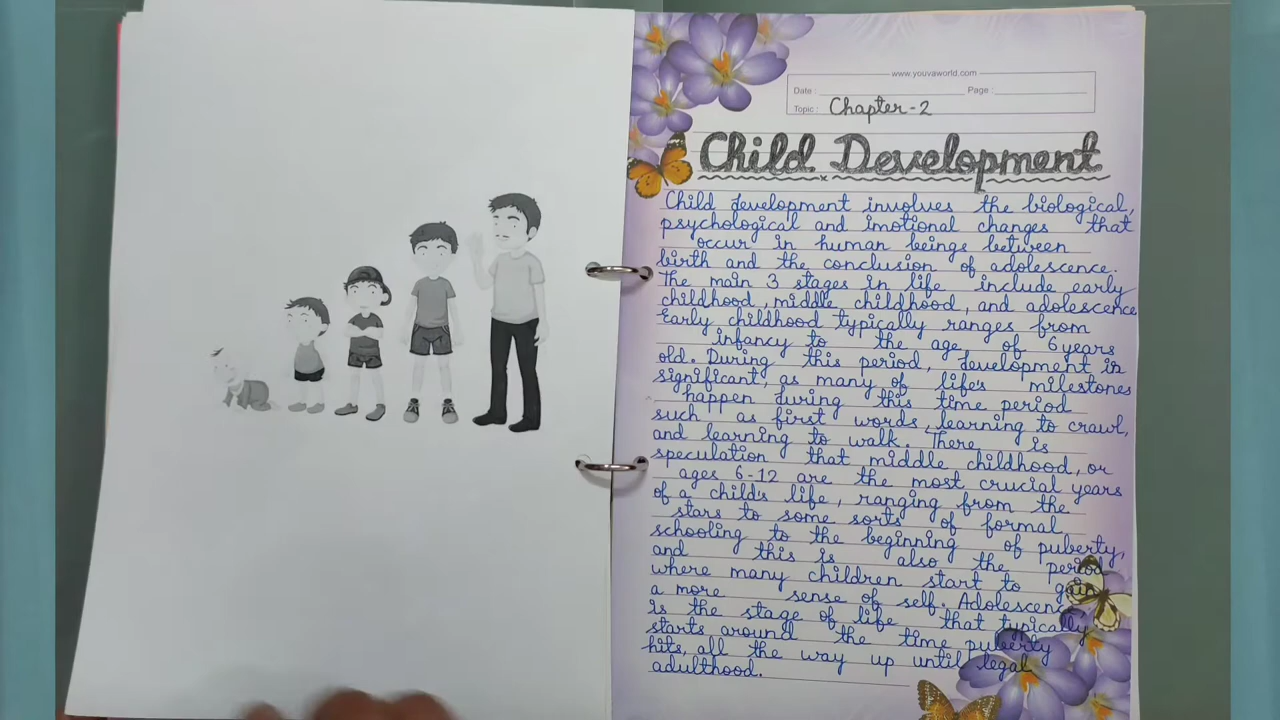 www.youvaworld.com
Date : Page :
Topic : Chapter-2
Child Development
Child development involves the biological,
psychological and imotional changes that
occur in human beings between
birth and the conclusion of adolescence.
The main 3 stages in life include early
childhood, middle childhood, and adolescence
Early childhood typically ranges from
infancy to the age of 6 years
old. During this period, development is
significant, as many of life's milestones
happen during this time period
such as first words, learning to crawl,
and learning to walk. There is
speculation that middle childhood, or
ages 6-12 are the most crucial years
of a child's life, ranging from the
stars to some sorts of formal
schooling to the beginning of puberty,
and this is also the period
where many children start to gain
a more sense of self. Adolescence
is the stage of life that typically
starts around the time puberty
hits, all the way up until legal
adulthood.